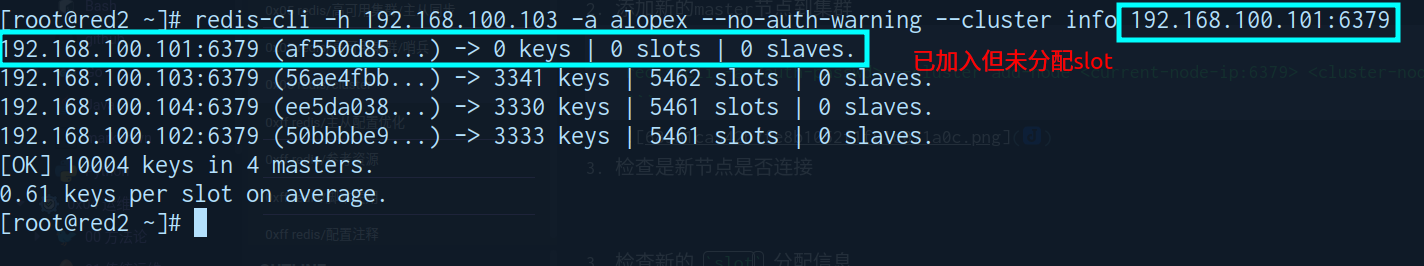 [root@red2 ~]# redis-cli -h 192.168.100.103 -a alopex --no-auth-warning --cluster info 192.168.100.101:6379
192.168.100.101:6379 (af550d85...) -> 0 keys | 0 slots | 0 slaves.
已加入但未分配slot
192.168.100.103:6379 (56ae4fbb...) -> 3341 keys | 5462 slots | 0 slaves.
192.168.100.104:6379 (ee5da038...) -> 3330 keys | 5461 slots | 0 slaves.
192.168.100.102:6379 (50bbbbe9...) -> 3333 keys | 5461 slots | 0 slaves.
[OK] 10004 keys in 4 masters.
3. 检查是新节点是否连接
0.61 keys per slot on average.
[root@red2 ~]#
0xff redis/配置注释
3. 检查新的 slot 分配信息